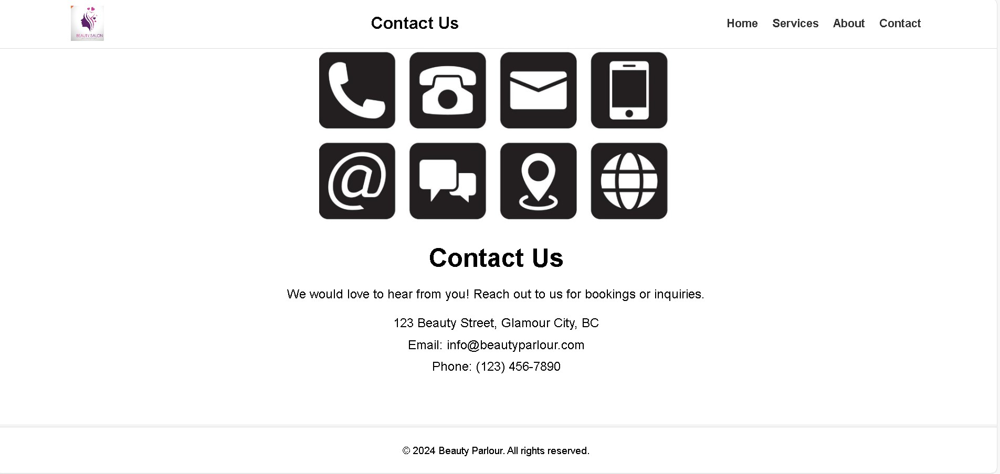 BEAUTY SALON
Contact Us
Home Services About Contact
@
Contact Us
We would love to hear from you! Reach out to us for bookings or inquiries.
123 Beauty Street, Glamour City, BC
Email: info@beautyparlour.com
Phone: (123) 456-7890
© 2024 Beauty Parlour. All rights reserved.